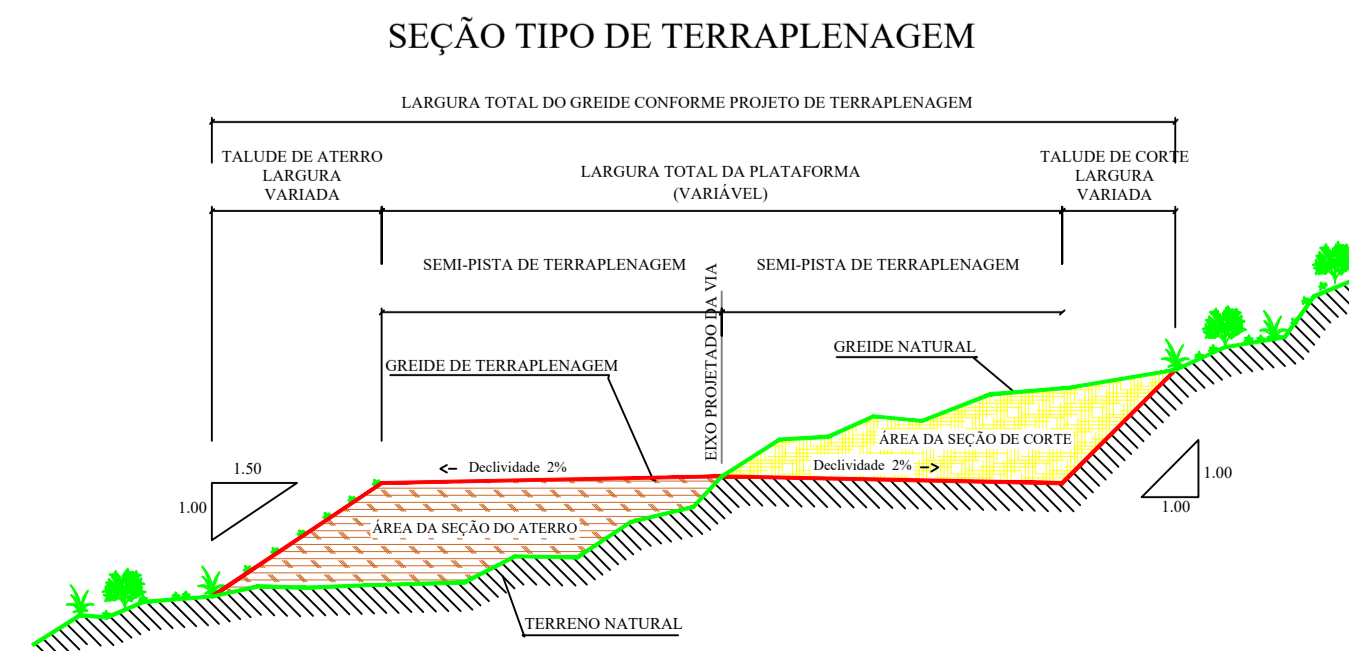 SEÇÃO TIPO DE TERRAPLENAGEM
LARGURA TOTAL DO GREIDE CONFORME PROJETO DE TERRAPLENAGEM
TALUDE DE ATERRO
LARGURA
VARIADA
LARGURA TOTAL DA PLATAFORMA
(VARIÁVEL)
TALUDE DE CORTE
LARGURA
VARIADA
SEMI-PISTA DE TERRAPLENAGEM
SEMI-PISTA DE TERRAPLENAGEM
EIXO PROJETADO DA VIA
GREIDE DE TERRAPLENAGEM
GREIDE NATURAL
ÁREA DA SEÇÃO DE CORTE
1.50
1.00
<- Declividade 2%
Declividade 2% ->
1.00
1.00
ÁREA DA SEÇÃO DO ATERRO
TERRENO NATURAL